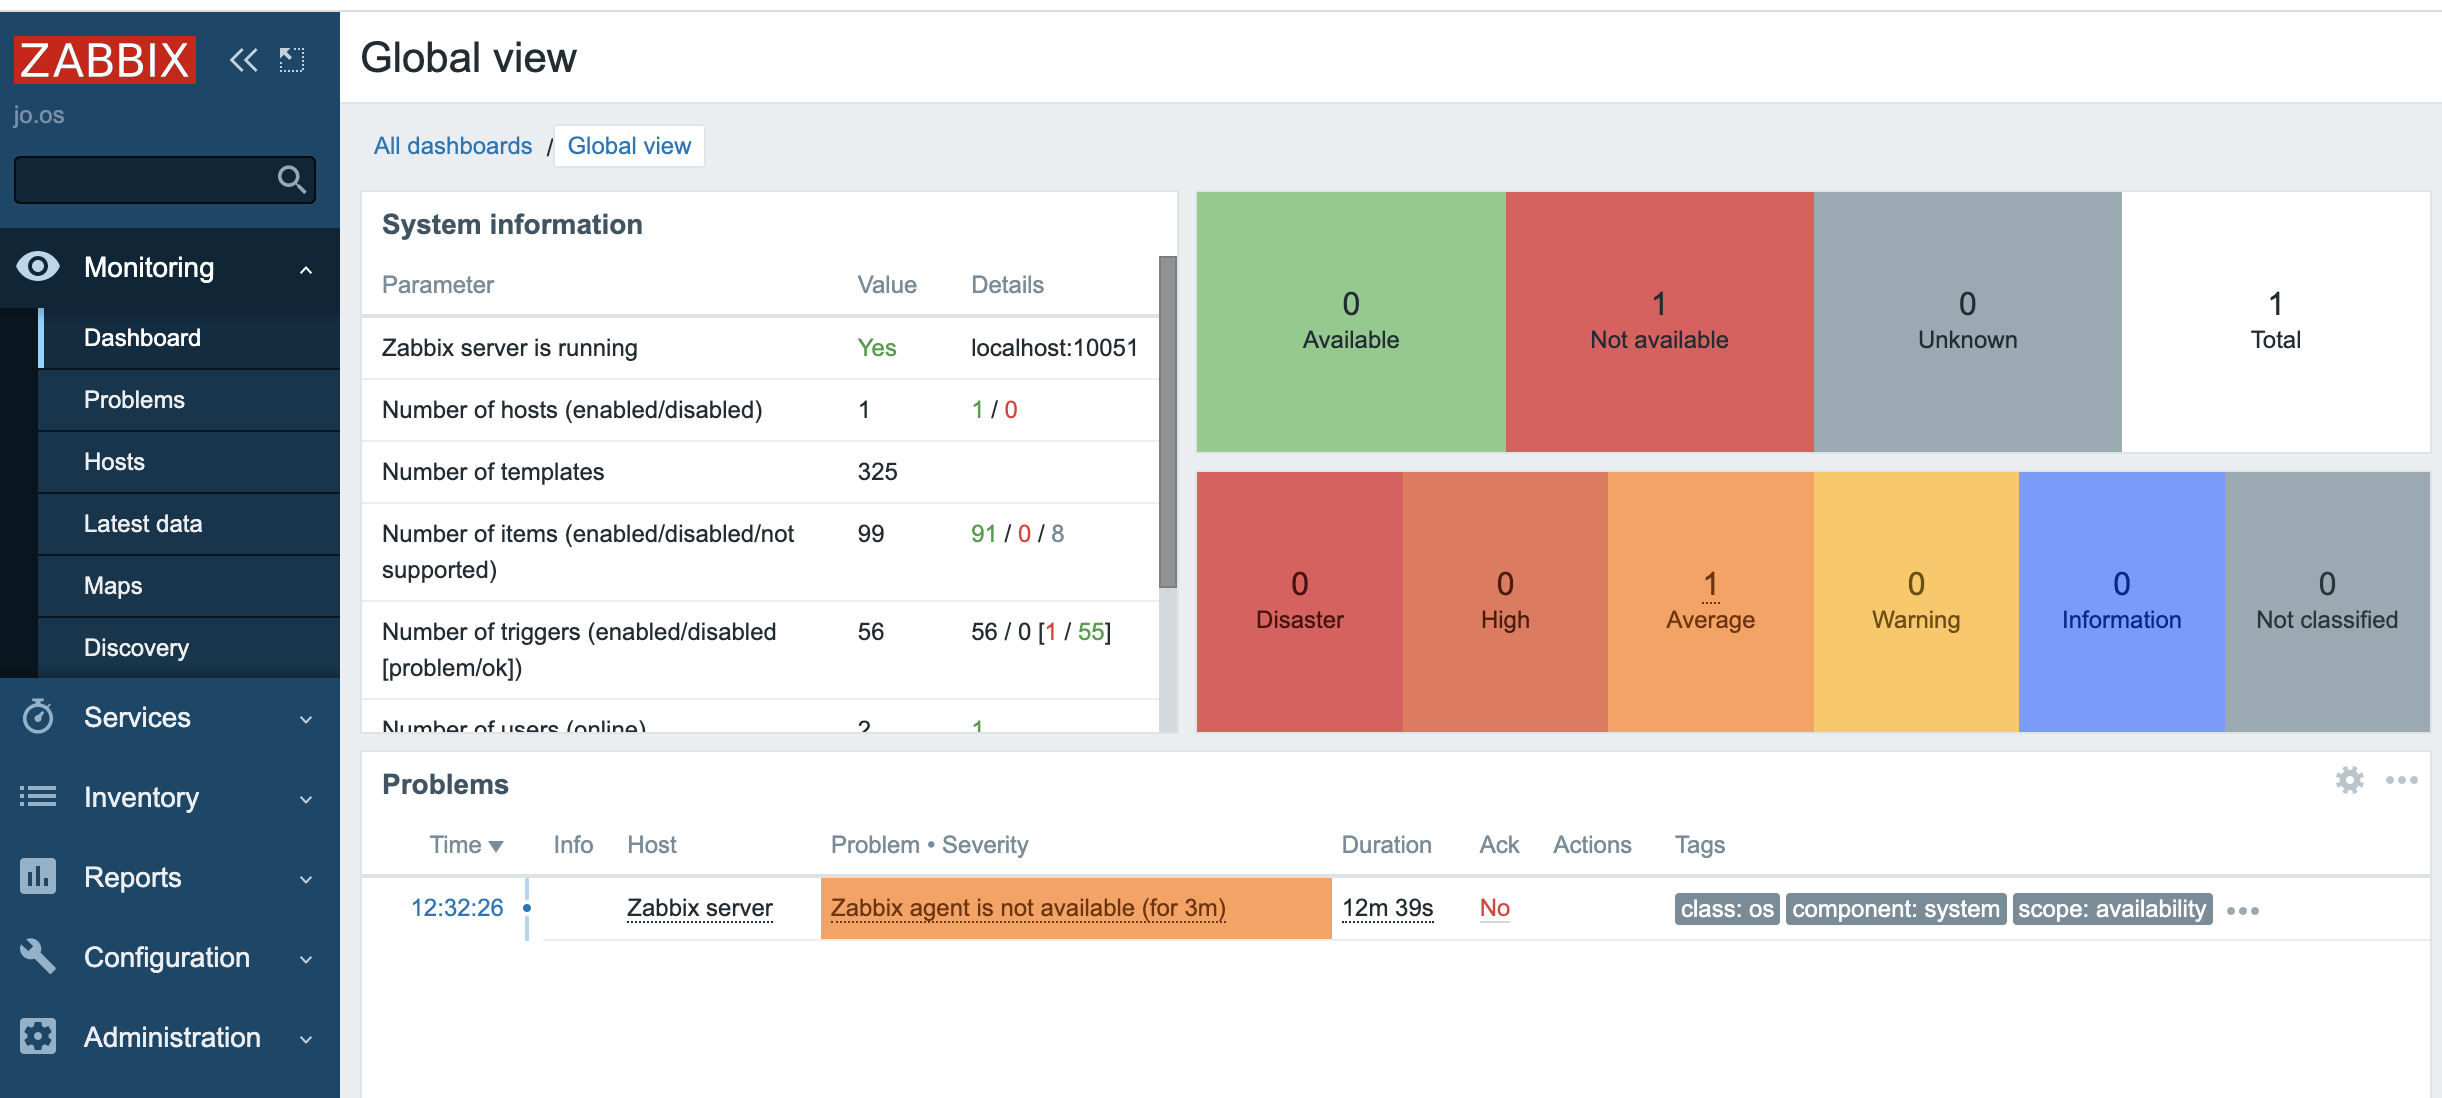 ZABBIX
jo.os
Monitoring
Dashboard
Problems
Hosts
Latest data
Maps
Discovery
Services
Inventory
Reports
Configuration
Administration
Global view
All dashboards / Global view
System information
Parameter Value Details
Zabbix server is running Yes localhost:10051
Number of hosts (enabled/disabled) 1 1 / 0
Number of templates 325
Number of items (enabled/disabled/not supported) 99 91 / 0 / 8
Number of triggers (enabled/disabled [problem/ok]) 56 56 / 0 [1 / 55]
Number of users (online) 2 1
0 Available
1 Not available
0 Unknown
1 Total
0 Disaster
0 High
1 Average
0 Warning
0 Information
0 Not classified
Problems
Time ▼ Info Host Problem • Severity Duration Ack Actions Tags
12:32:26 Zabbix server Zabbix agent is not available (for 3m) 12m 39s No class: os component: system scope: availability •••